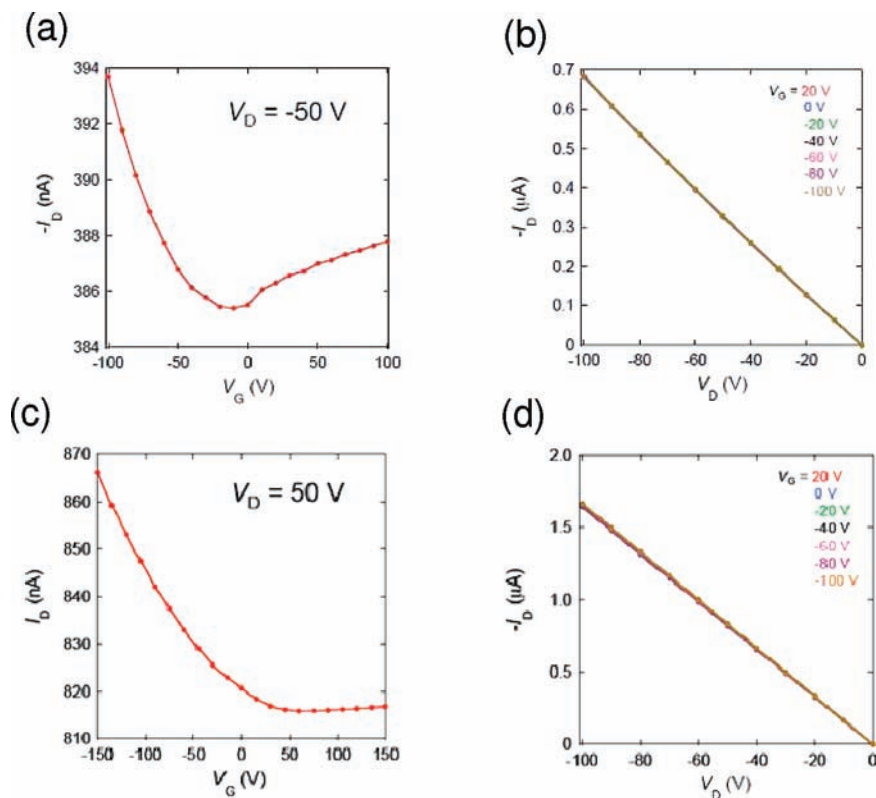 (a)
394
392
390
388
386
384
-I_D (nA)
V_D = -50 V
-100 -50 0 50 100
V_G (V)
(b)
0.7
0.6
0.5
0.4
0.3
0.2
0.1
0
-I_D (μA)
V_G = 20 V
0 V
-20 V
-40 V
-60 V
-80 V
-100 V
-100 -80 -60 -40 -20 0
V_D (V)
(c)
870
860
850
840
830
820
810
I_D (nA)
V_D = 50 V
-150 -100 -50 0 50 100 150
V_G (V)
(d)
2.0
1.5
1.0
0.5
0
-I_D (μA)
V_G = 20 V
0 V
-20 V
-40 V
-60 V
-80 V
-100 V
-100 -80 -60 -40 -20 0
V_D (V)